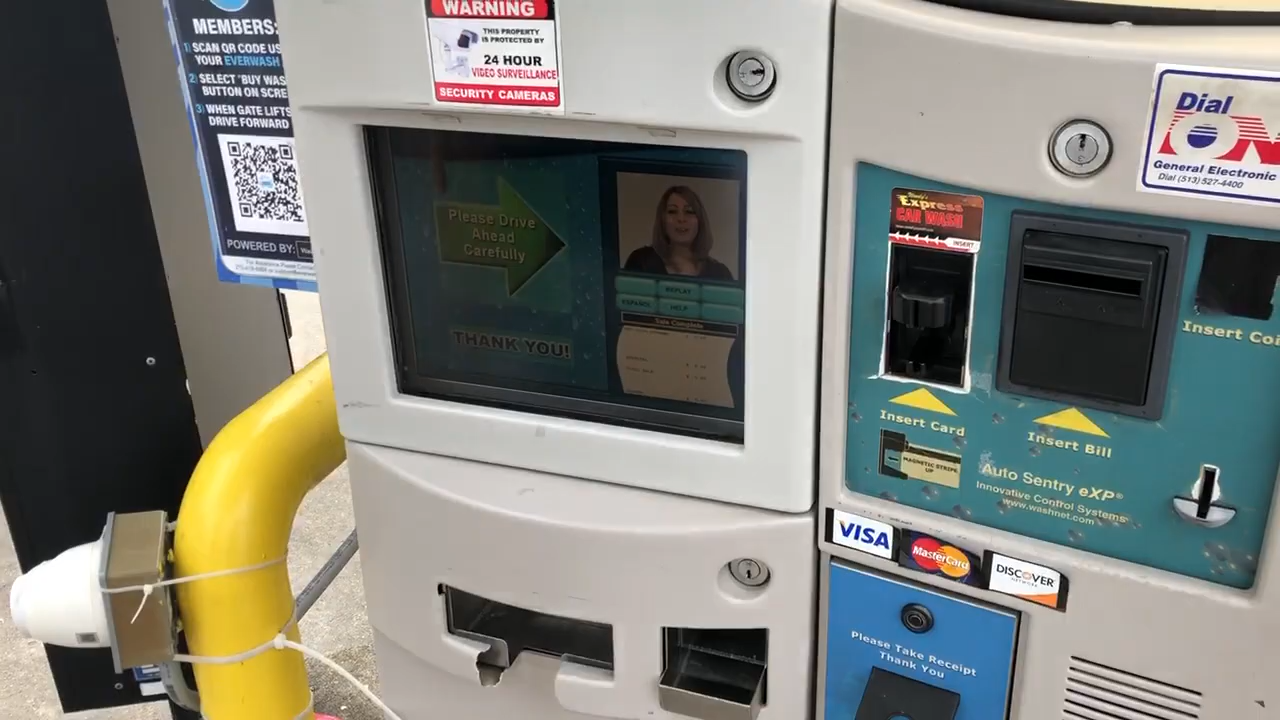 MEMBERS:
1) SCAN QR CODE
YOUR EVERWASH
2) SELECT "BUY
BUTTON ON
3) WHEN GATE LIFTS
DRIVE FORWARD
POWERED BY:
WARNING
THIS PROPERTY
IS PROTECTED BY
24 HOUR
VIDEO SURVEILLANCE
SECURITY CAMERAS
Please Drive
Ahead
Carefully
THANK YOU!
REPLAY
ESPAÑOL HELP
Sale Complete
Dial
ON
General Electronic
Dial (513) 527-4400
Express
CAR WASH
INSERT
Insert Card
MAGNETIC STRIPE
UP
Insert Bill
Insert
Auto Sentry eXP®
Innovative Control Systems
www.washnet.com
VISA
MasterCard
DISCOVER
NETWORK
Please Take Receipt
Thank You